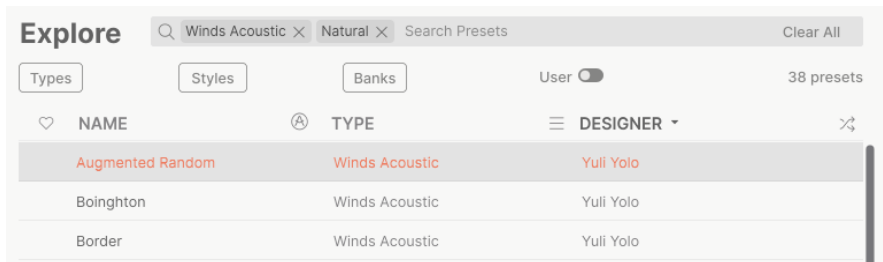 Explore Winds Acoustic Natural Search Presets Clear All
Types Styles Banks User 38 presets
NAME TYPE DESIGNER
Augmented Random Winds Acoustic Yuli Yolo
Boinghton Winds Acoustic Yuli Yolo
Border Winds Acoustic Yuli Yolo